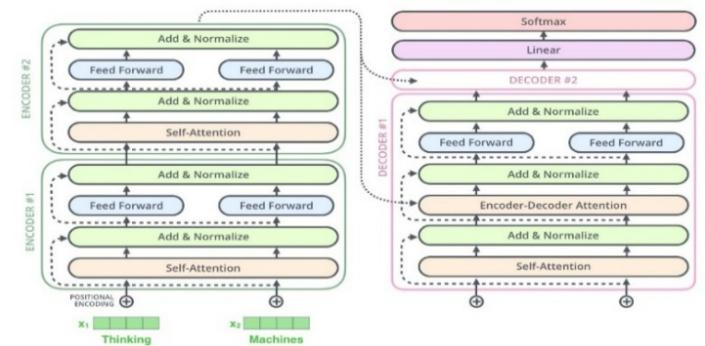 ENCODER #2
Add & Normalize
Feed Forward Feed Forward
Add & Normalize
Self-Attention
ENCODER #1
Add & Normalize
Feed Forward Feed Forward
Add & Normalize
Self-Attention
POSITIONAL
ENCODING
x₁ x₂
Thinking Machines
Softmax
Linear
DECODER #2
DECODER #1
Add & Normalize
Feed Forward Feed Forward
Add & Normalize
Encoder-Decoder Attention
Add & Normalize
Self-Attention